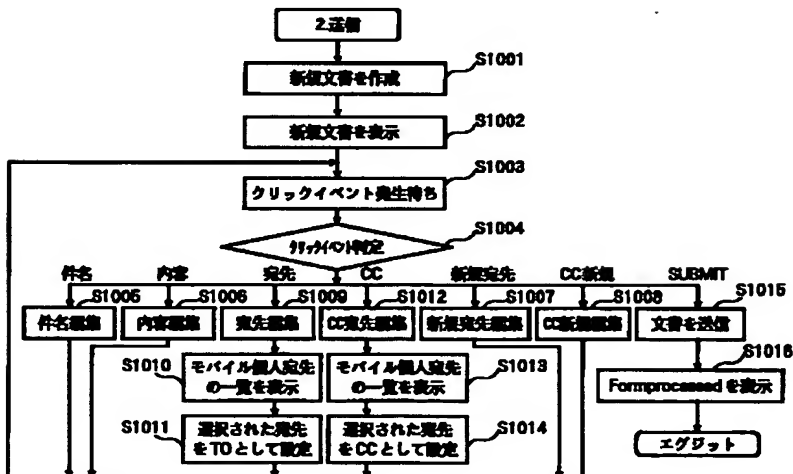 2.送信
S1001
新規文書を作成
S1002
新規文書を表示
S1003
クリックイベント発生待ち
S1004
クリックイベント判定
件名 内容 宛先 CC 新規宛先 CC新規 SUBMIT
S1005 S1006 S1009 S1012 S1007 S1008 S1015
件名編集 内容編集 宛先編集 CC宛先編集 新規宛先編集 CC新規編集 文書を送信
S1010 モバイル個人宛先 モバイル個人宛先 S1013 S1016
の一覧を表示 の一覧を表示 Formprocessedを表示
S1011 選択された宛先 選択された宛先 S1014
をTOとして設定 をCCとして設定 エグジット